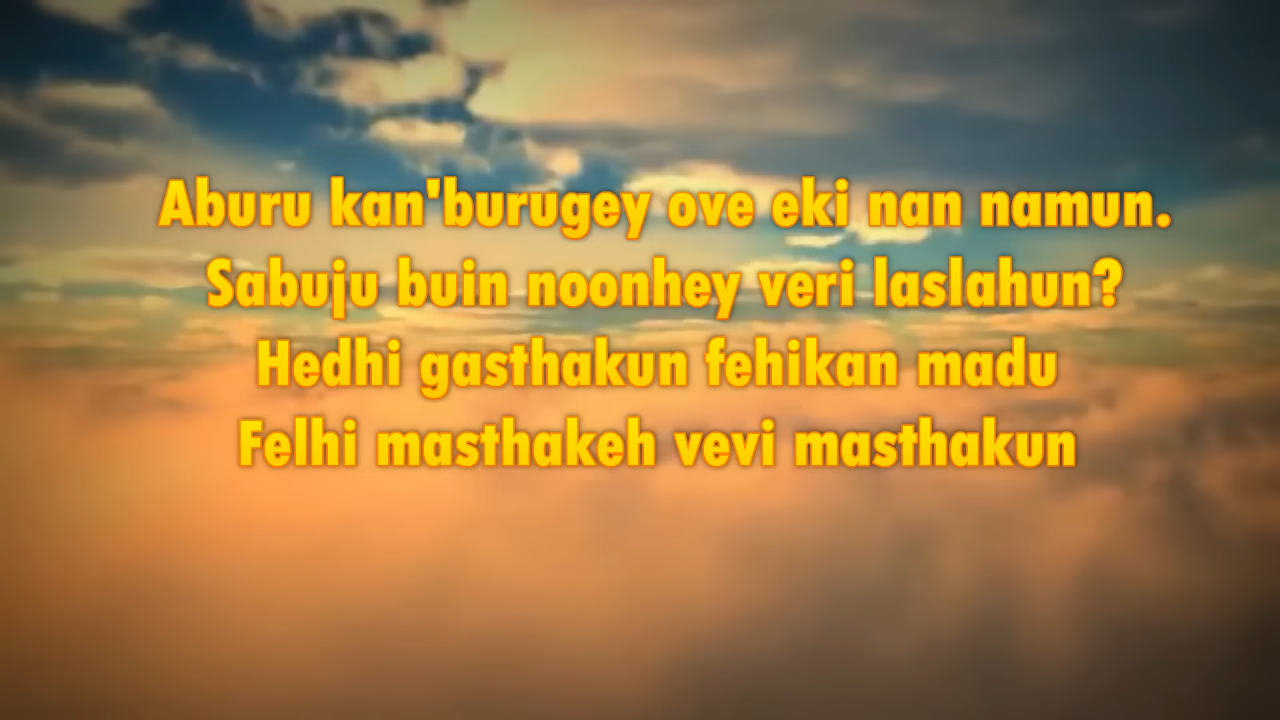 Aburu kan'burugey ove eki nan namun.
Sabuju buin noonhey veri laslahun?
Hedhi gasthakun fehikan madu
Felhi masthakeh vevi masthakun